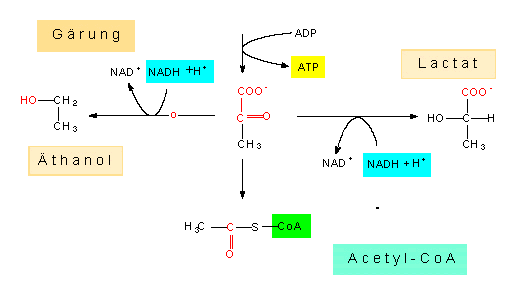 Gärung
ADP
NAD+ NADH +H+
ATP
Lactat
HO CH2
CH3
o
COO-
C O
CH3
COO-
HO C H
CH3
Äthanol
NAD+ NADH + H+
H3C C S CoA
O
Acetyl-CoA